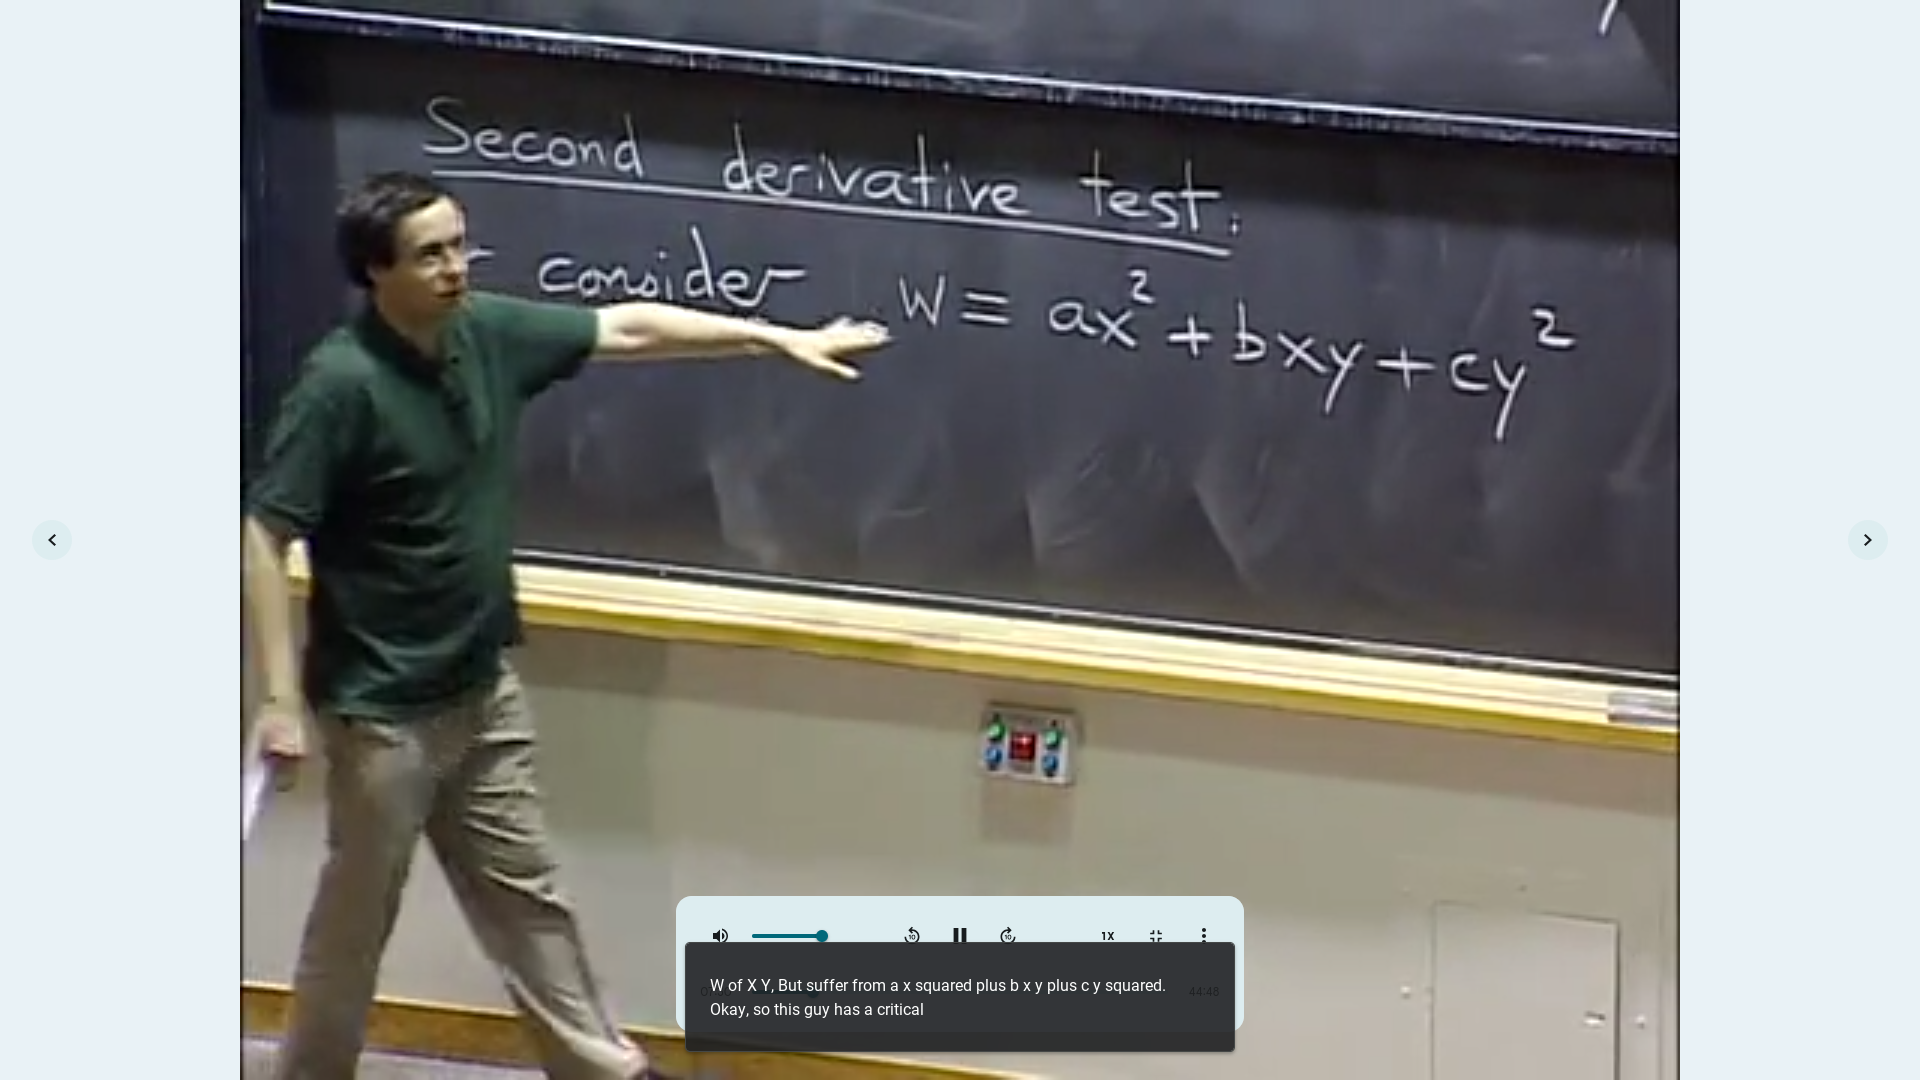 Second derivative test.
consider w = ax² + bxy + cy²
1X
44:48
W of X Y, But suffer from a x squared plus b x y plus c y squared.
Okay, so this guy has a critical